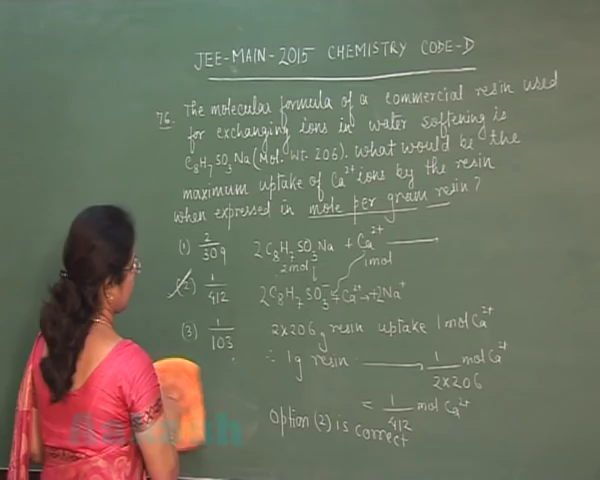 JEE-MAIN-2015 CHEMISTRY CODE-D
76. The molecular formula of a commercial resin used
for exchanging ions in water softening is
C₈H₇SO₃Na (Mol. Wt. 206). What would be the
maximum uptake of Ca²⁺ ions by the resin
when expressed in mole per gram resin?
(1) 2/309
2C₈H₇SO₃Na + Ca²⁺ ⟶
2mol 1mol
(2) 1/412
2C₈H₇SO₃⁻ Ca²⁺ → +2Na⁺
(3) 1/103
2x206 g resin uptake 1 mol Ca²⁺
∴ 1g resin ⟶ 1/2x206 mol Ca²⁺
= 1/412 mol Ca²⁺
Option (2) is correct
Aakash